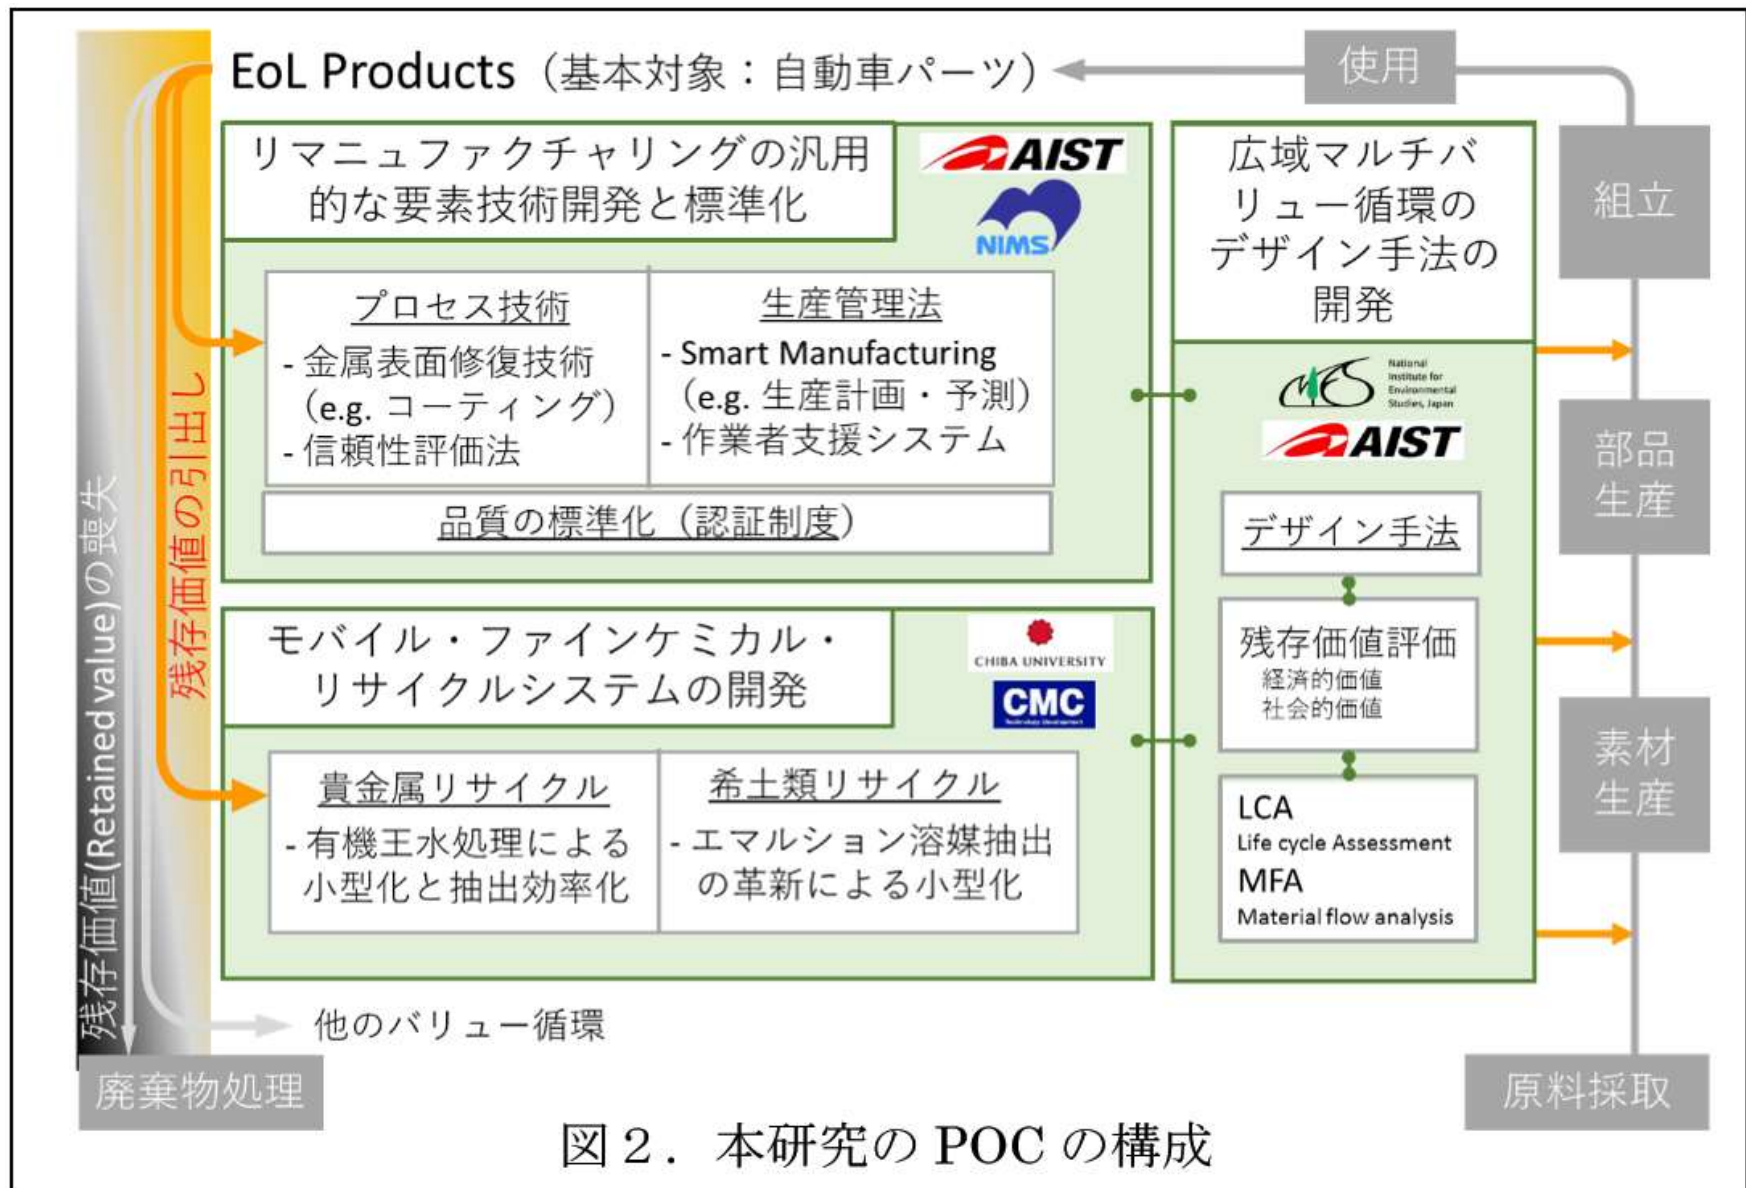 EoL Products（基本対象：自動車パーツ）
使用
リマニュファクチャリングの汎用
的な要素技術開発と標準化
AIST
NIMS
プロセス技術
- 金属表面修復技術
（e.g. コーティング）
- 信頼性評価法
生産管理法
- Smart Manufacturing
（e.g. 生産計画・予測）
- 作業者支援システム
品質の標準化（認証制度）
モバイル・ファインケミカル・
リサイクルシステムの開発
CHIBA UNIVERSITY
CMC
Technology Development
貴金属リサイクル
- 有機王水処理による
小型化と抽出効率化
希土類リサイクル
- エマルション溶媒抽出
の革新による小型化
広域マルチバ
リュー循環の
デザイン手法の
開発
NIES
National
Institute for
Environmental
Studies, Japan
AIST
デザイン手法
残存価値評価
経済的価値
社会的価値
LCA
Life cycle Assessment
MFA
Material flow analysis
組立
部品
生産
素材
生産
原料採取
残存価値(Retained value)の喪失
残存価値の引出し
他のバリュー循環
廃棄物処理
図２．本研究の POC の構成